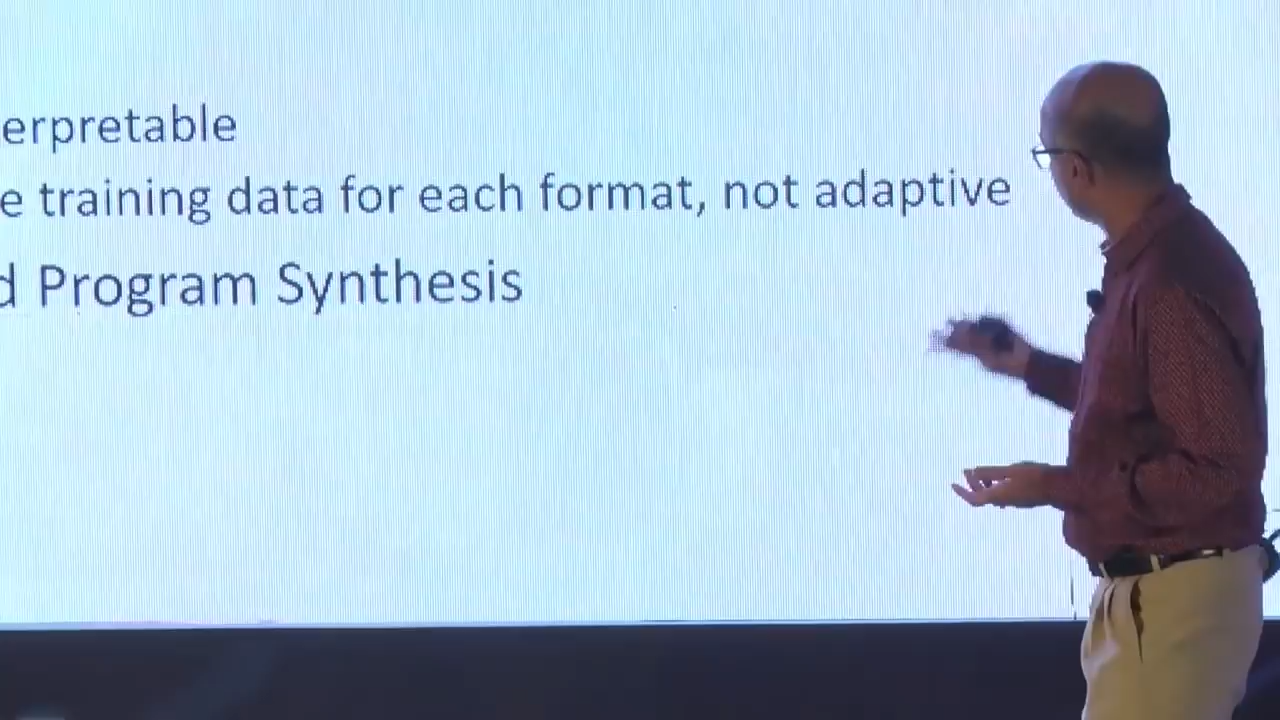 erpretable
e training data for each format, not adaptive
d Program Synthesis